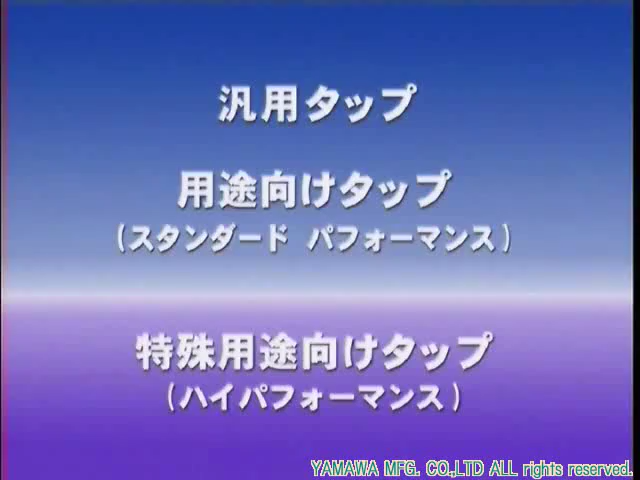 汎用タップ
用途向けタップ
(スタンダード パフォーマンス)
特殊用途向けタップ
(ハイパフォーマンス)
YAMAWA MFG. CO.,LTD ALL rights reserved.